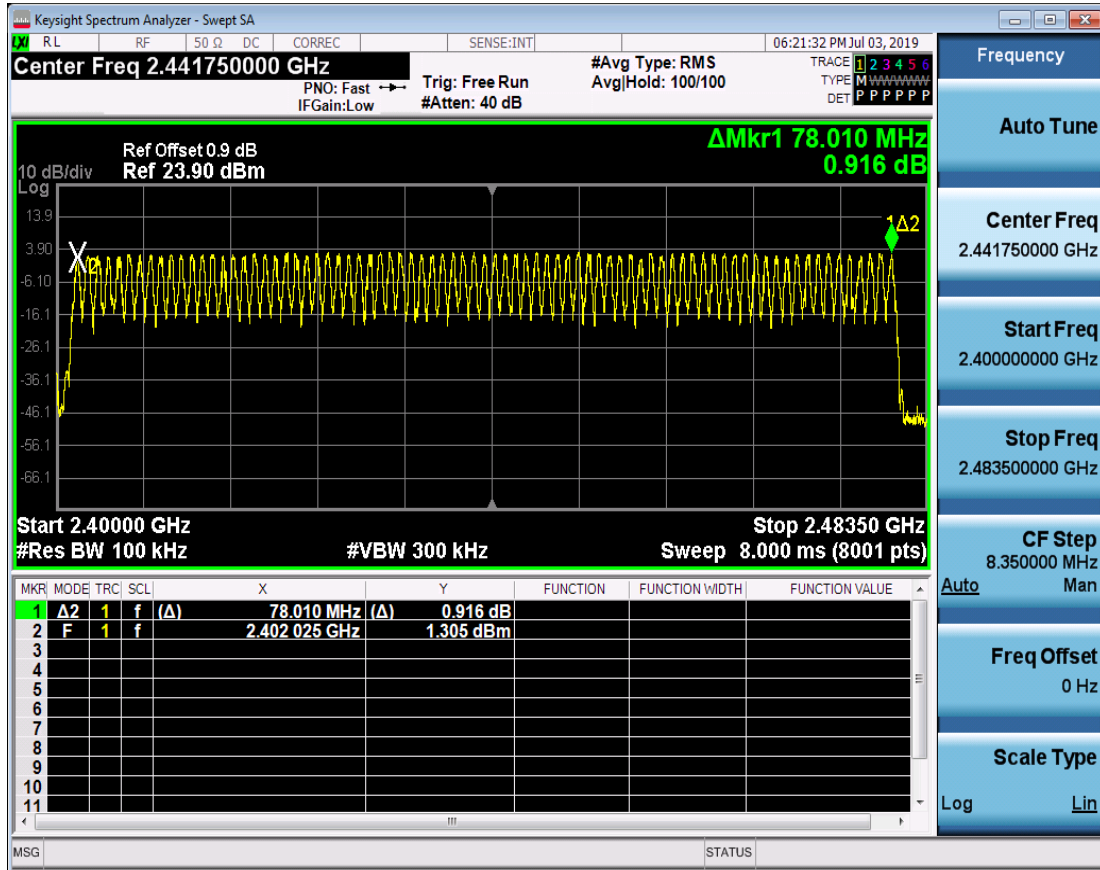 Keysight Spectrum Analyzer - Swept SA
LXI RL RF 50 Ω DC CORREC SENSE:INT 06:21:32 PM Jul 03, 2019
Center Freq 2.441750000 GHz
PNO: Fast
IFGain:Low
Trig: Free Run
#Atten: 40 dB
#Avg Type: RMS
Avg|Hold: 100/100
TRACE 1 2 3 4 5 6
TYPE M WWWWW
DET P P P P P P
Frequency
Auto Tune
Center Freq
2.441750000 GHz
Start Freq
2.400000000 GHz
Stop Freq
2.483500000 GHz
CF Step
8.350000 MHz
Auto Man
Freq Offset
0 Hz
Scale Type
Log Lin
ΔMkr1 78.010 MHz
0.916 dB
Ref Offset 0.9 dB
10 dB/div Ref 23.90 dBm
Log
13.9
3.90
-6.10
-16.1
-26.1
-36.1
-46.1
-56.1
-66.1
X2
1Δ2
Start 2.40000 GHz Stop 2.48350 GHz
#Res BW 100 kHz #VBW 300 kHz Sweep 8.000 ms (8001 pts)
MKR MODE TRC SCL X Y FUNCTION FUNCTION WIDTH FUNCTION VALUE
1 Δ2 1 f (Δ) 78.010 MHz (Δ) 0.916 dB
2 F 1 f 2.402 025 GHz 1.305 dBm
3
4
5
6
7
8
9
10
11
MSG STATUS